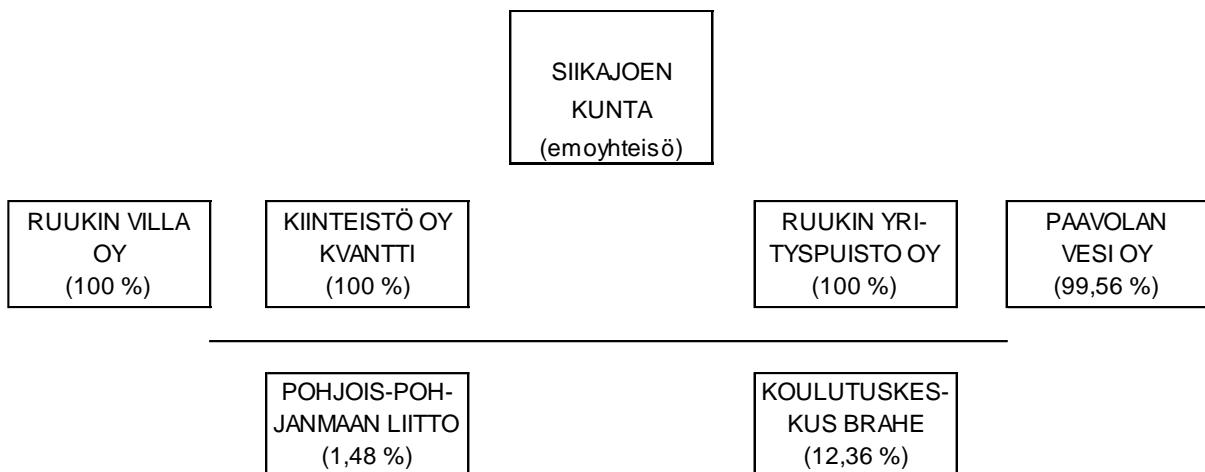 SIIKAJOEN
KUNTA
(emoyhteisö)
RUUKIN VILLA
OY
(100 %)
KIINTEISTÖ OY
KVANTTI
(100 %)
RUUKIN YRI-
TYSPUISTO OY
(100 %)
PAAVOLAN
VESI OY
(99,56 %)
POHJOIS-POH-
JANMAAN LIITTO
(1,48 %)
KOULUTUSKES-
KUS BRAHE
(12,36 %)